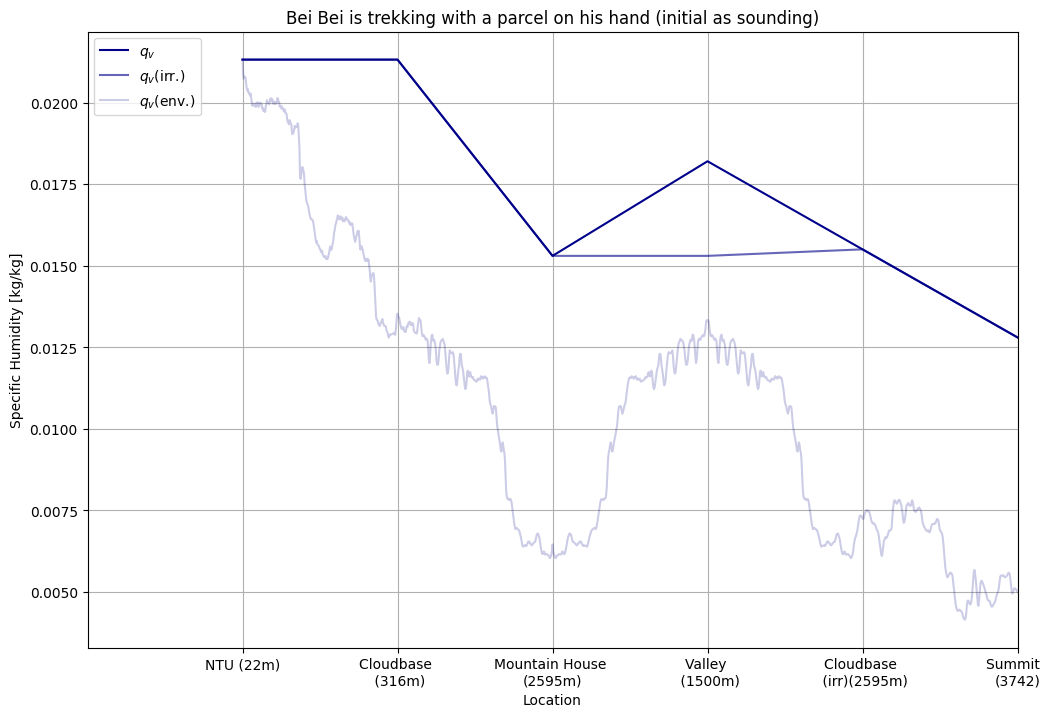 Bei Bei is trekking with a parcel on his hand (initial as sounding)
q_v
q_v(irr.)
q_v(env.)
Specific Humidity [kg/kg]
0.0200
0.0175
0.0150
0.0125
0.0100
0.0075
0.0050
NTU (22m)
Cloudbase
(316m)
Mountain House
(2595m)
Valley
(1500m)
Cloudbase
(irr)(2595m)
Summit
(3742)
Location